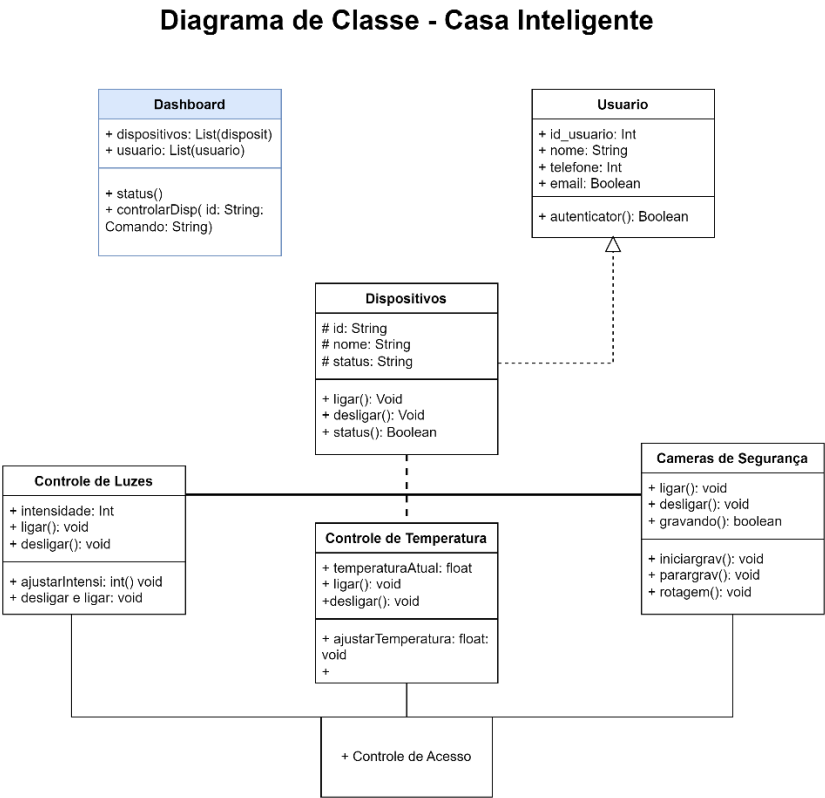 Diagrama de Classe - Casa Inteligente
Dashboard
+ dispositivos: List(disposit)
+ usuario: List(usuario)
+ status()
+ controlarDisp( id: String:
Comando: String)
Usuario
+ id_usuario: Int
+ nome: String
+ telefone: Int
+ email: Boolean
+ autenticator(): Boolean
Dispositivos
# id: String
# nome: String
# status: String
+ ligar(): Void
+ desligar(): Void
+ status(): Boolean
Controle de Luzes
+ intensidade: Int
+ ligar(): void
+ desligar(): void
+ ajustarIntensi: int() void
+ desligar e ligar: void
Controle de Temperatura
+ temperaturaAtual: float
+ ligar(): void
+desligar(): void
+ ajustarTemperatura: float:
void
+
Cameras de Segurança
+ ligar(): void
+ desligar(): void
+ gravando(): boolean
+ iniciargrav(): void
+ parargrav(): void
+ rotagem(): void
+ Controle de Acesso